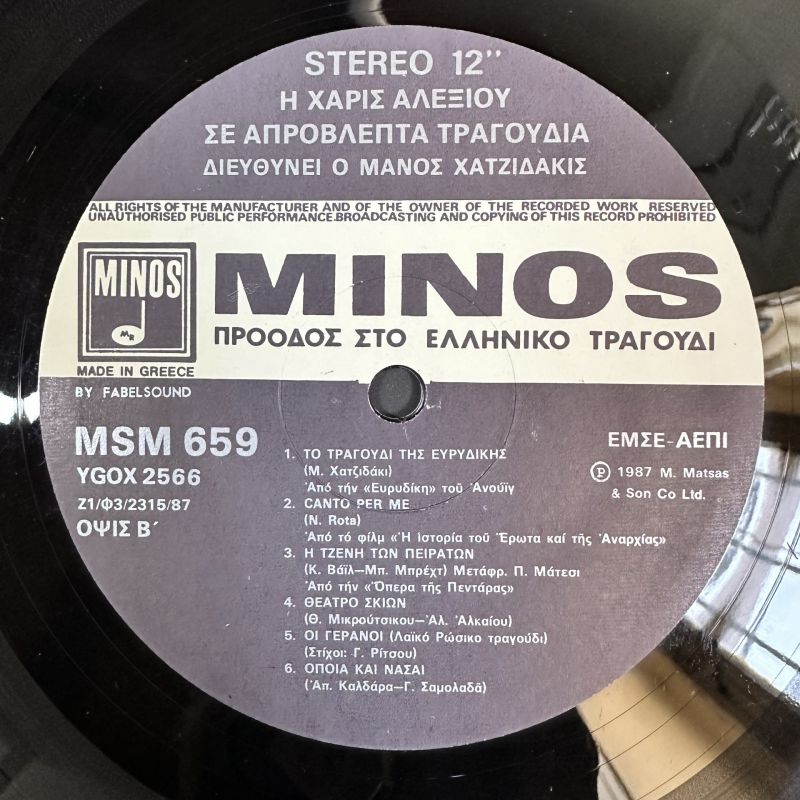 STEREO 12"
Η ΧΑΡΙΣ ΑΛΕΞΙΟΥ
ΣΕ ΑΠΡΟΒΛΕΠΤΑ ΤΡΑΓΟΥΔΙΑ
ΔΙΕΥΘΥΝΕΙ Ο ΜΑΝΟΣ ΧΑΤΖΙΔΑΚΙΣ
ALL RIGHTS OF THE MANUFACTURER AND OF THE OWNER OF THE RECORDED WORK RESERVED
UNAUTHORISED PUBLIC PERFORMANCE.BROADCASTING AND COPYING OF THIS RECORD PROHIBITED
MINOS
MR
MINOS
ΠΡΟΟΔΟΣ ΣΤΟ ΕΛΛΗΝΙΚΟ ΤΡΑΓΟΥΔΙ
MADE IN GREECE
BY FABELSOUND
MSM 659
YGOX 2566
Ζ1/Φ3/2315/87
ΟΨΙΣ Β΄
ΕΜΣΕ-ΑΕΠΙ
Ⓟ 1987 M. Matsas
& Son Co Ltd.
1. ΤΟ ΤΡΑΓΟΥΔΙ ΤΗΣ ΕΥΡΥΔΙΚΗΣ
(Μ. Χατζιδάκι)
Ἀπό τήν «Εὐρυδίκη» τοῦ Ἀνούϊγ
2. CANTO PER ME
(N. Rota)
Ἀπό τό φίλμ «Ἡ Ἱστορία τοῦ Ἔρωτα καί τῆς Ἀναρχίας»
3. Η ΤΖΕΝΗ ΤΩΝ ΠΕΙΡΑΤΩΝ
(Κ. Βάϊλ—Μπ. Μπρέχτ) Μετάφρ. Π. Μάτεσι
Ἀπό τήν «Ὄπερα τῆς Πεντάρας»
4. ΘΕΑΤΡΟ ΣΚΙΩΝ
(Θ. Μικρούτσικου—Ἀλ. Ἀλκαίου)
5. ΟΙ ΓΕΡΑΝΟΙ (Λαϊκό Ρώσικο τραγούδι)
(Στίχοι: Γ. Ρίτσου)
6. ΟΠΟΙΑ ΚΑΙ ΝΑΣΑΙ
(Ἀπ. Καλδάρα—Γ. Σαμολαδᾶ)